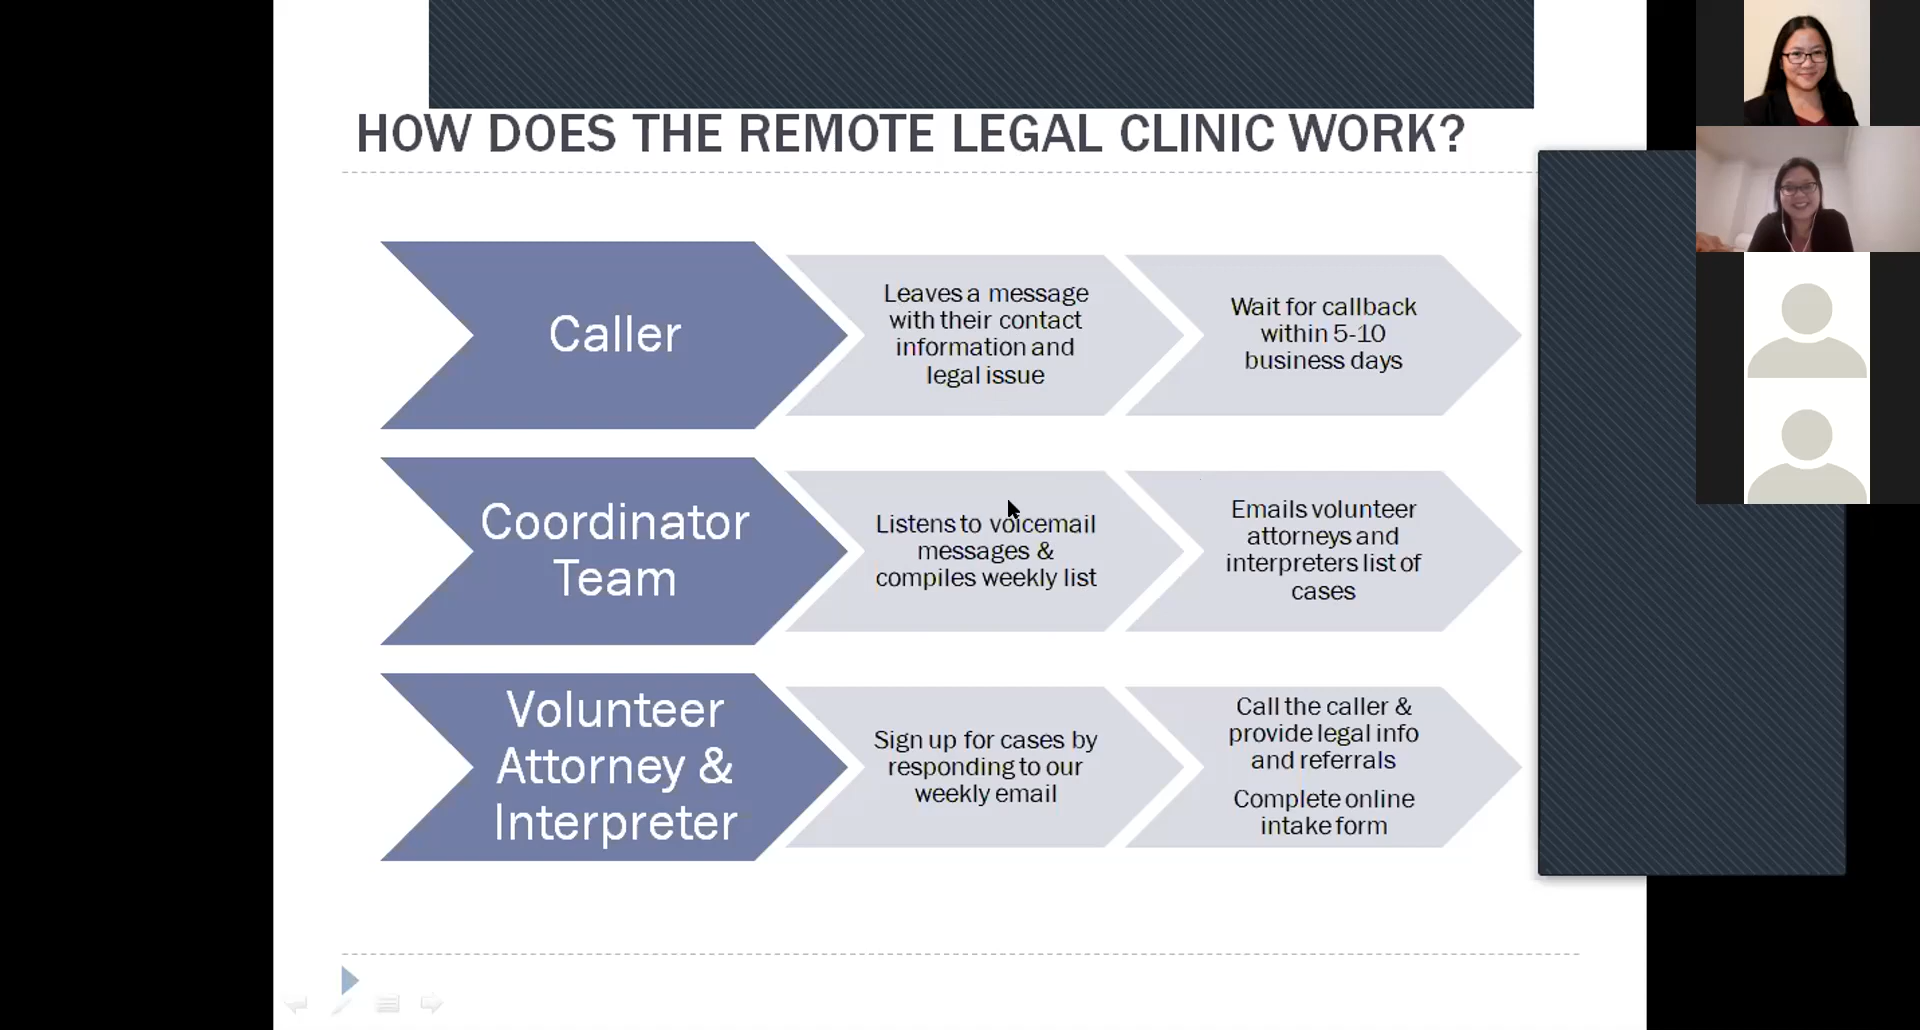 HOW DOES THE REMOTE LEGAL CLINIC WORK?
Caller
Leaves a message
with their contact
information and
legal issue
Wait for callback
within 5-10
business days
Coordinator
Team
Listens to voicemail
messages &
compiles weekly list
Emails volunteer
attorneys and
interpreters list of
cases
Volunteer
Attorney &
Interpreter
Sign up for cases by
responding to our
weekly email
Call the caller &
provide legal info
and referrals
Complete online
intake form